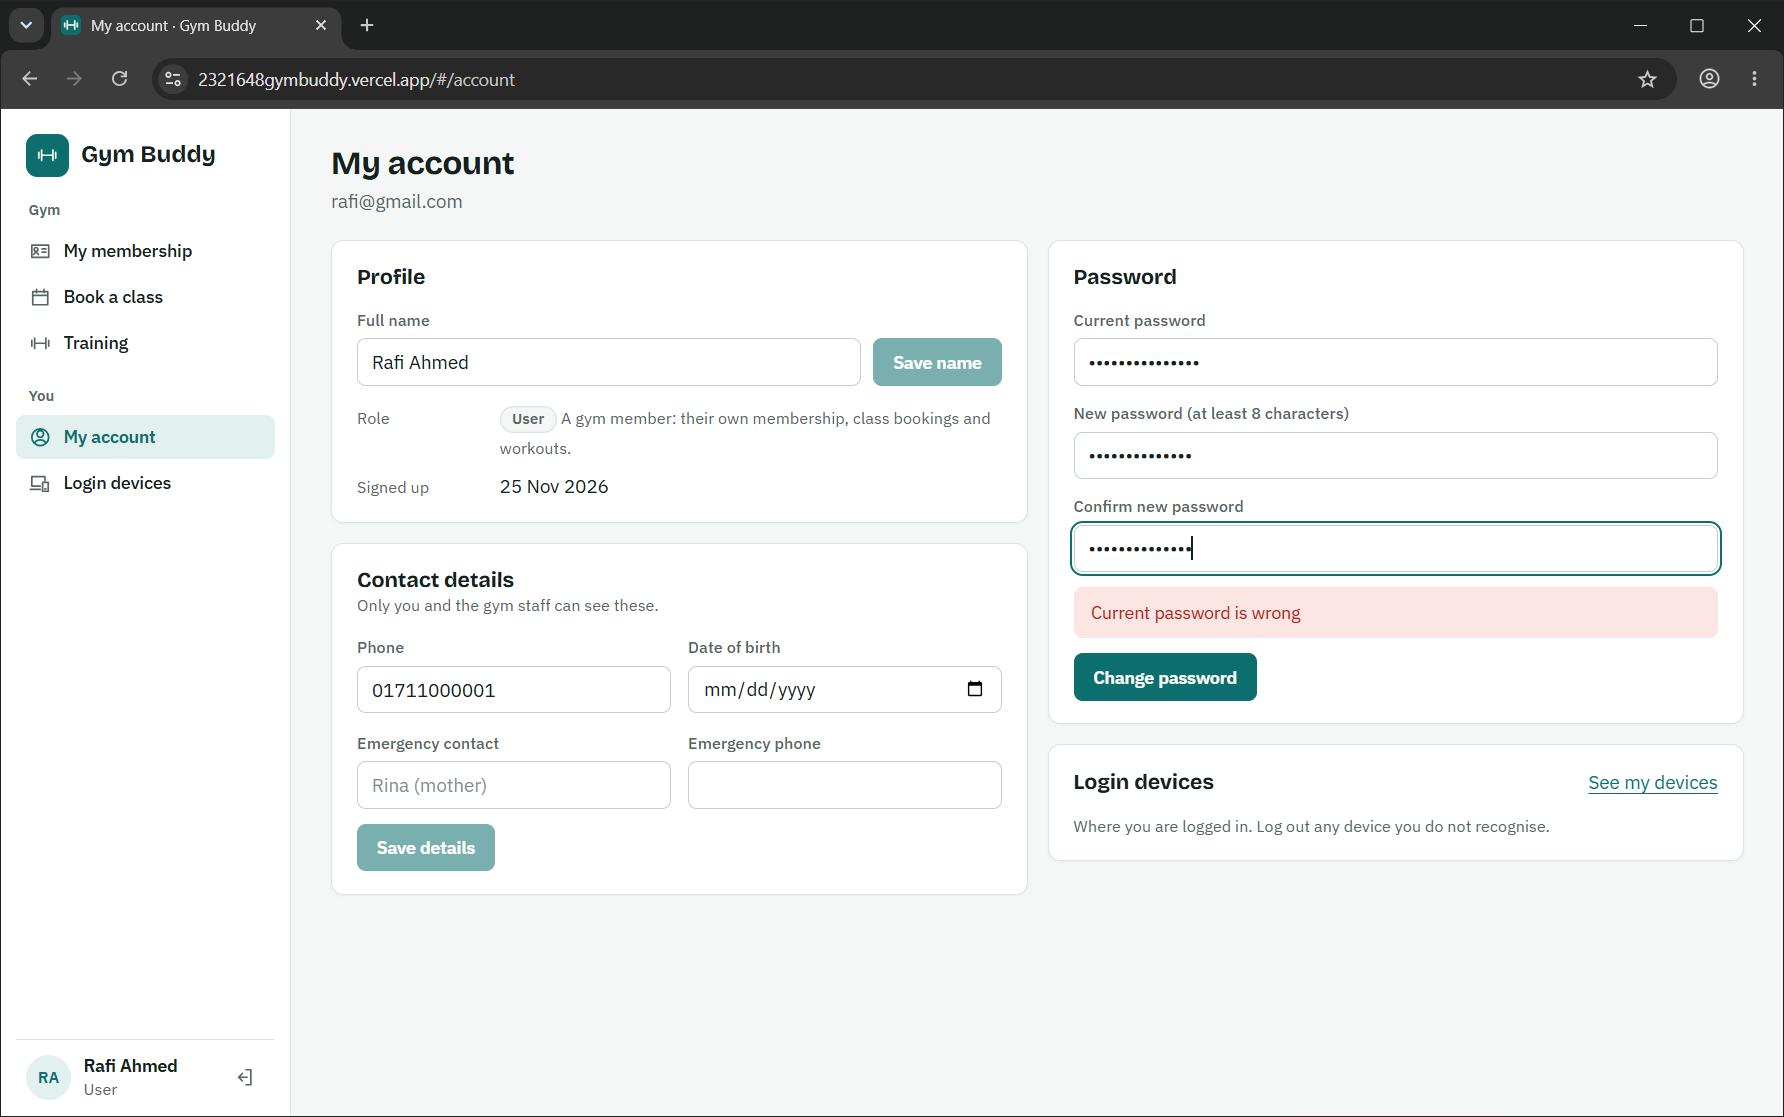 My account · Gym Buddy
2321648gymbuddy.vercel.app/#/account
Gym Buddy
Gym
My membership
Book a class
Training
You
My account
Login devices
RA
Rafi Ahmed
User
My account
rafi@gmail.com
Profile
Full name
Rafi Ahmed
Save name
Role
User A gym member: their own membership, class bookings and
workouts.
Signed up
25 Nov 2026
Contact details
Only you and the gym staff can see these.
Phone
Date of birth
01711000001
mm/dd/yyyy
Emergency contact
Emergency phone
Rina (mother)
Save details
Password
Current password
•••••••••••••••
New password (at least 8 characters)
••••••••••••••
Confirm new password
••••••••••••••
Current password is wrong
Change password
Login devices
See my devices
Where you are logged in. Log out any device you do not recognise.